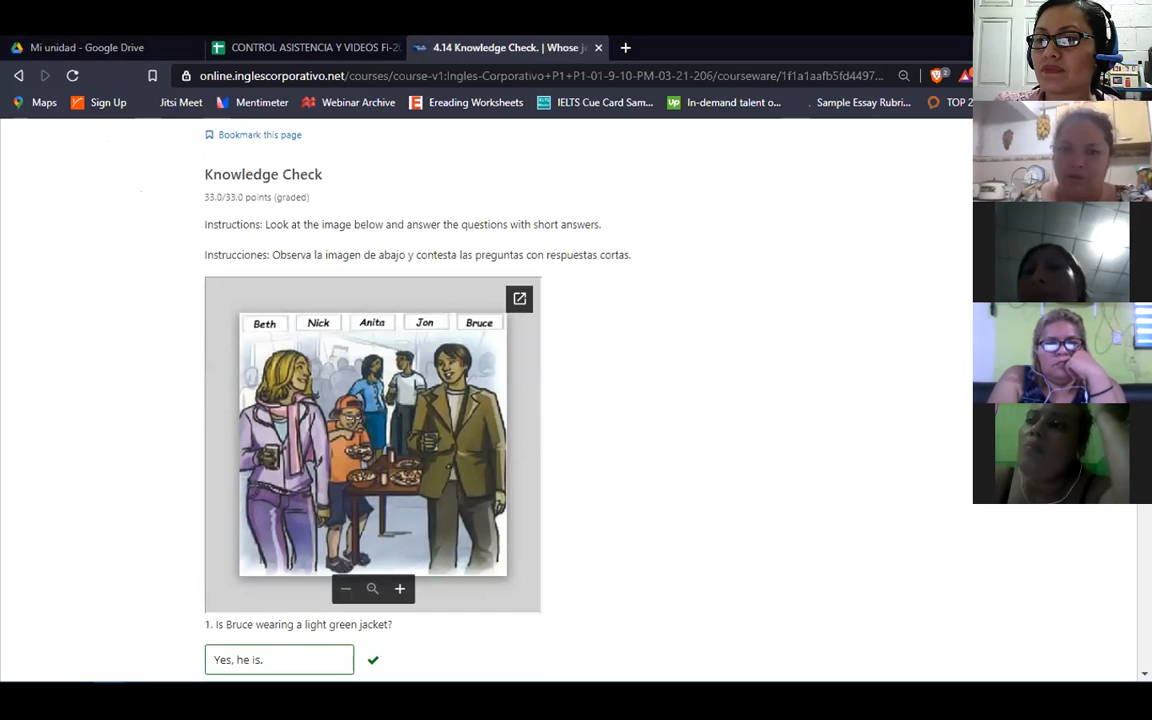 Mi unidad - Google Drive
CONTROL ASISTENCIA Y VIDEOS FI-20
4.14 Knowledge Check. | Whose j
online.inglescorporativo.net/courses/course-v1:Ingles-Corporativo+P1+P1-01-9-10-PM-03-21-206/courseware/1f1a1aafb5fd4497...
2
Maps
Sign Up
Jitsi Meet
Mentimeter
Webinar Archive
Ereading Worksheets
IELTS Cue Card Sam...
In-demand talent o...
Sample Essay Rubri...
TOP 2
Bookmark this page
Knowledge Check
33.0/33.0 points (graded)
Instructions: Look at the image below and answer the questions with short answers.
Instrucciones: Observa la imagen de abajo y contesta las preguntas con respuestas cortas.
Beth
Nick
Anita
Jon
Bruce
1. Is Bruce wearing a light green jacket?
Yes, he is.